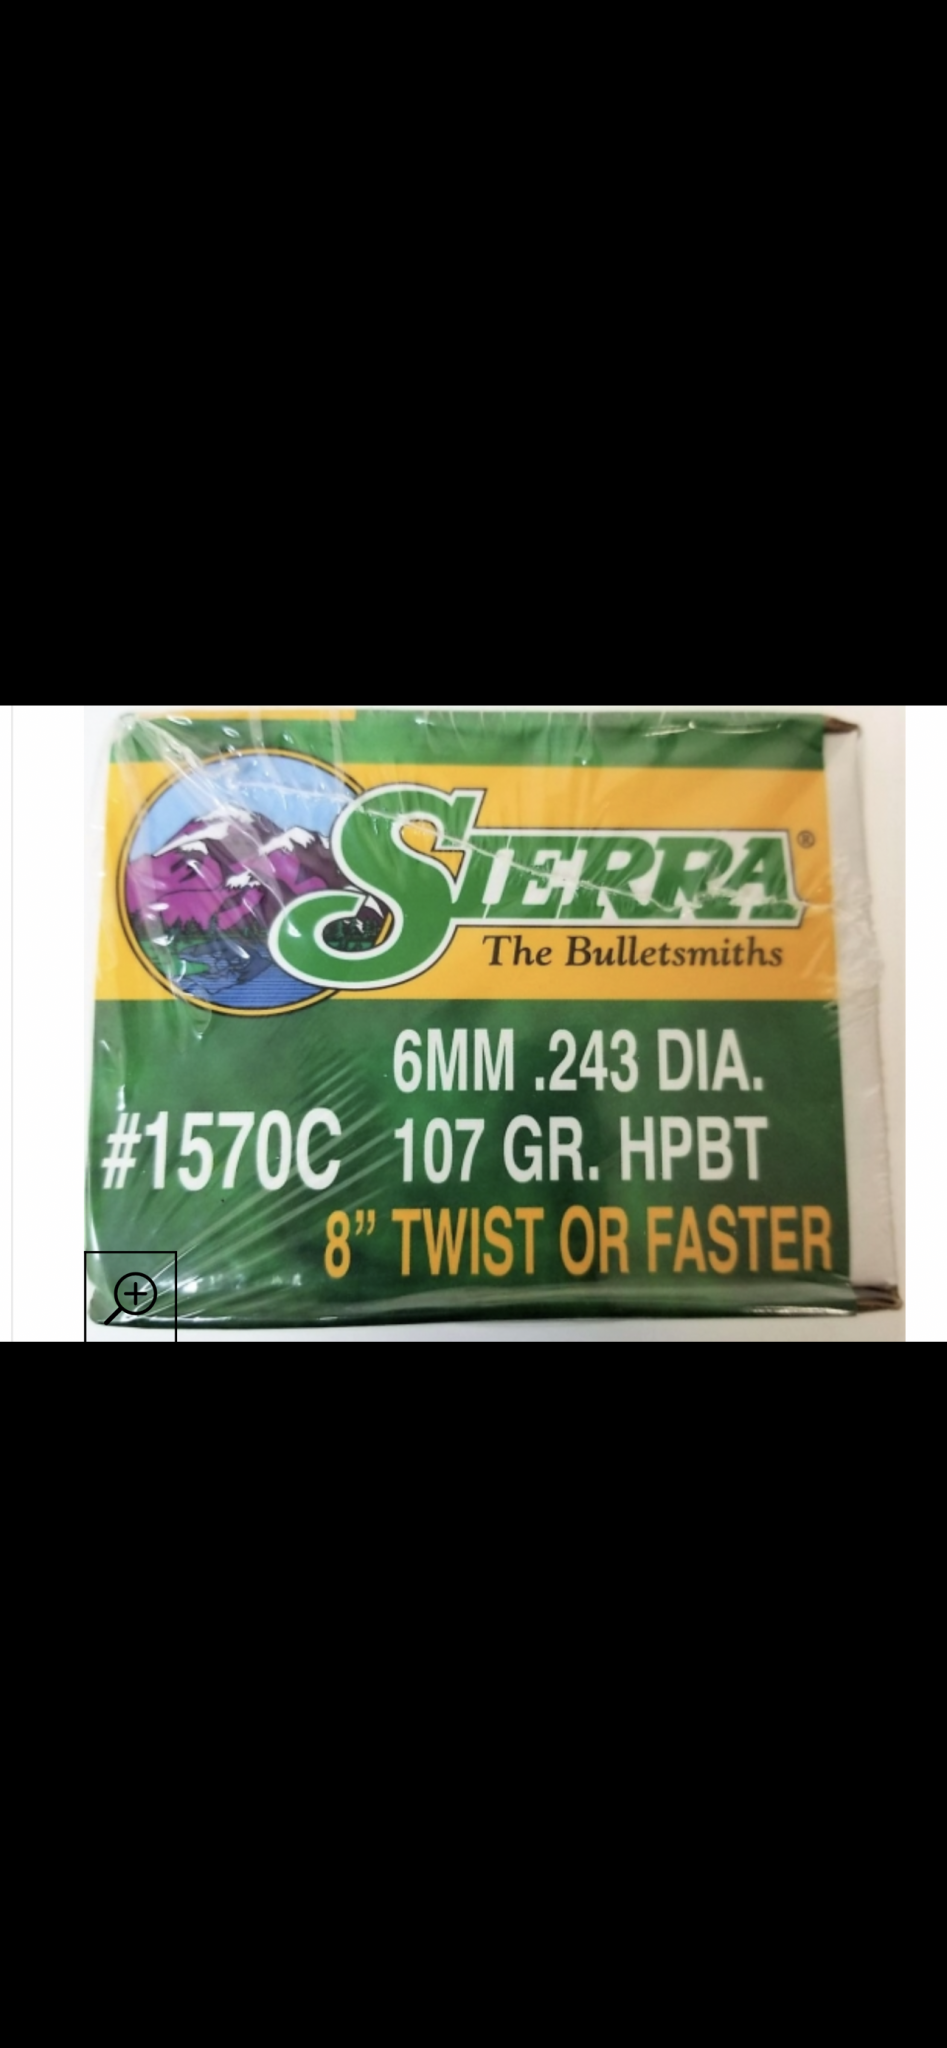 SIERRA®
The Bulletsmiths
6MM .243 DIA.
#1570C 107 GR. HPBT
8” TWIST OR FASTER